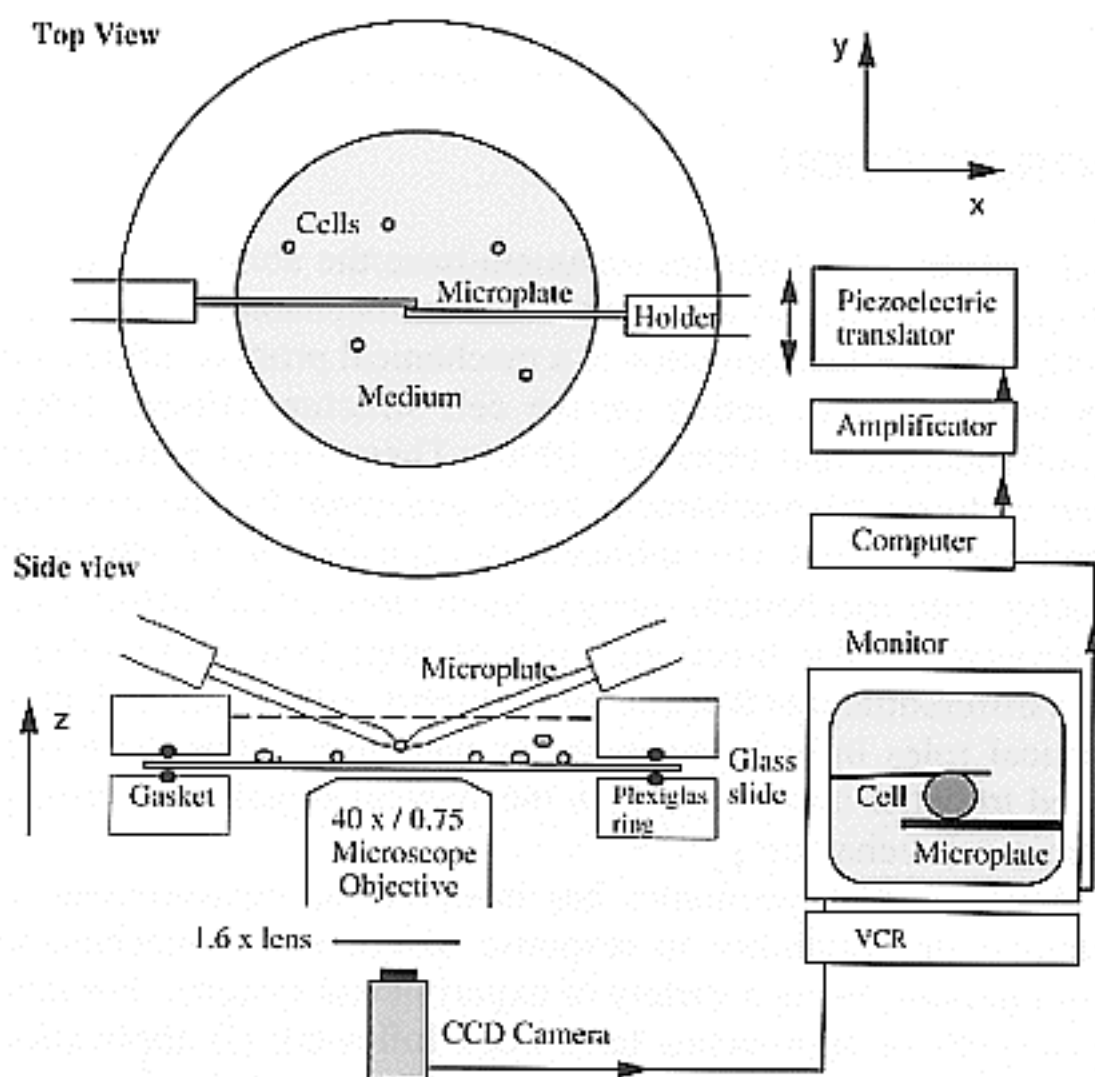 Top View
y
x
Cells
Microplate
Holder
Medium
Piezoelectric
translator
Amplificator
Computer
Side view
Microplate
z
Gasket
Plexiglas
ring
Glass
slide
40 x / 0.75
Microscope
Objective
1.6 x lens
CCD Camera
Monitor
Cell
Microplate
VCR